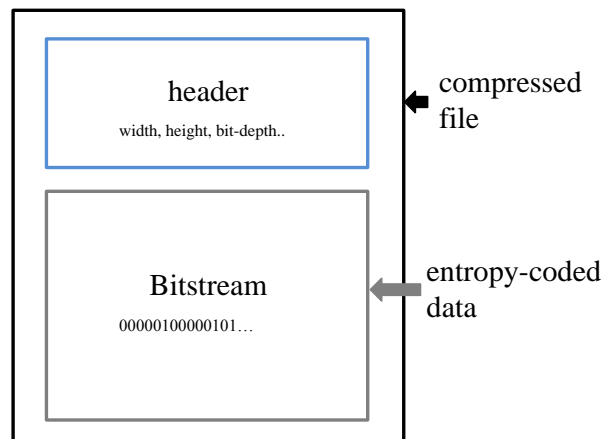 header
width, height, bit-depth..
compressed
file
Bitstream
00000100000101…
entropy-coded
data